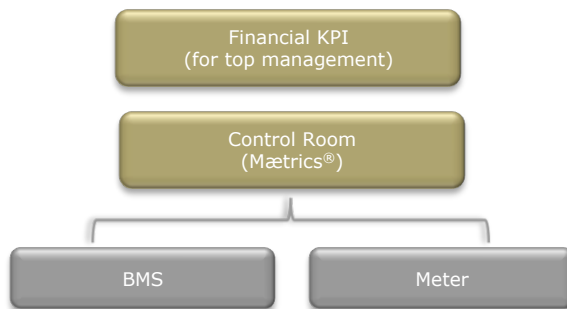 Financial KPI
(for top management)
Control Room
(Mætrics®)
BMS
Meter